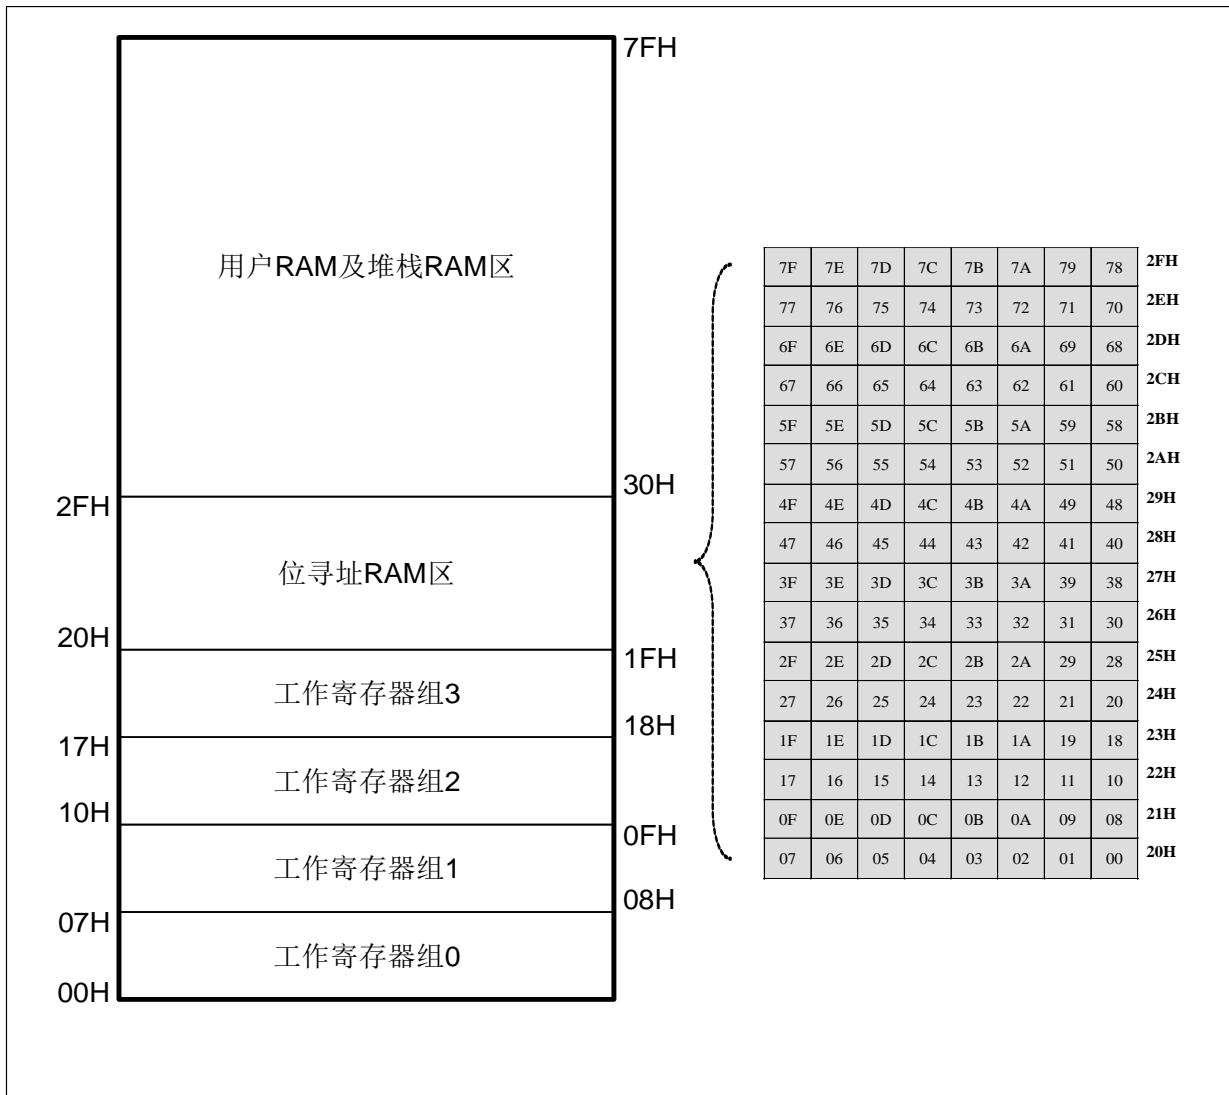 7FH
用户RAM及堆栈RAM区
30H
2FH
位寻址RAM区
20H
1FH
工作寄存器组3
18H
17H
工作寄存器组2
10H
0FH
工作寄存器组1
08H
07H
工作寄存器组0
00H
7F 7E 7D 7C 7B 7A 79 78 2FH
77 76 75 74 73 72 71 70 2EH
6F 6E 6D 6C 6B 6A 69 68 2DH
67 66 65 64 63 62 61 60 2CH
5F 5E 5D 5C 5B 5A 59 58 2BH
57 56 55 54 53 52 51 50 2AH
4F 4E 4D 4C 4B 4A 49 48 29H
47 46 45 44 43 42 41 40 28H
3F 3E 3D 3C 3B 3A 39 38 27H
37 36 35 34 33 32 31 30 26H
2F 2E 2D 2C 2B 2A 29 28 25H
27 26 25 24 23 22 21 20 24H
1F 1E 1D 1C 1B 1A 19 18 23H
17 16 15 14 13 12 11 10 22H
0F 0E 0D 0C 0B 0A 09 08 21H
07 06 05 04 03 02 01 00 20H